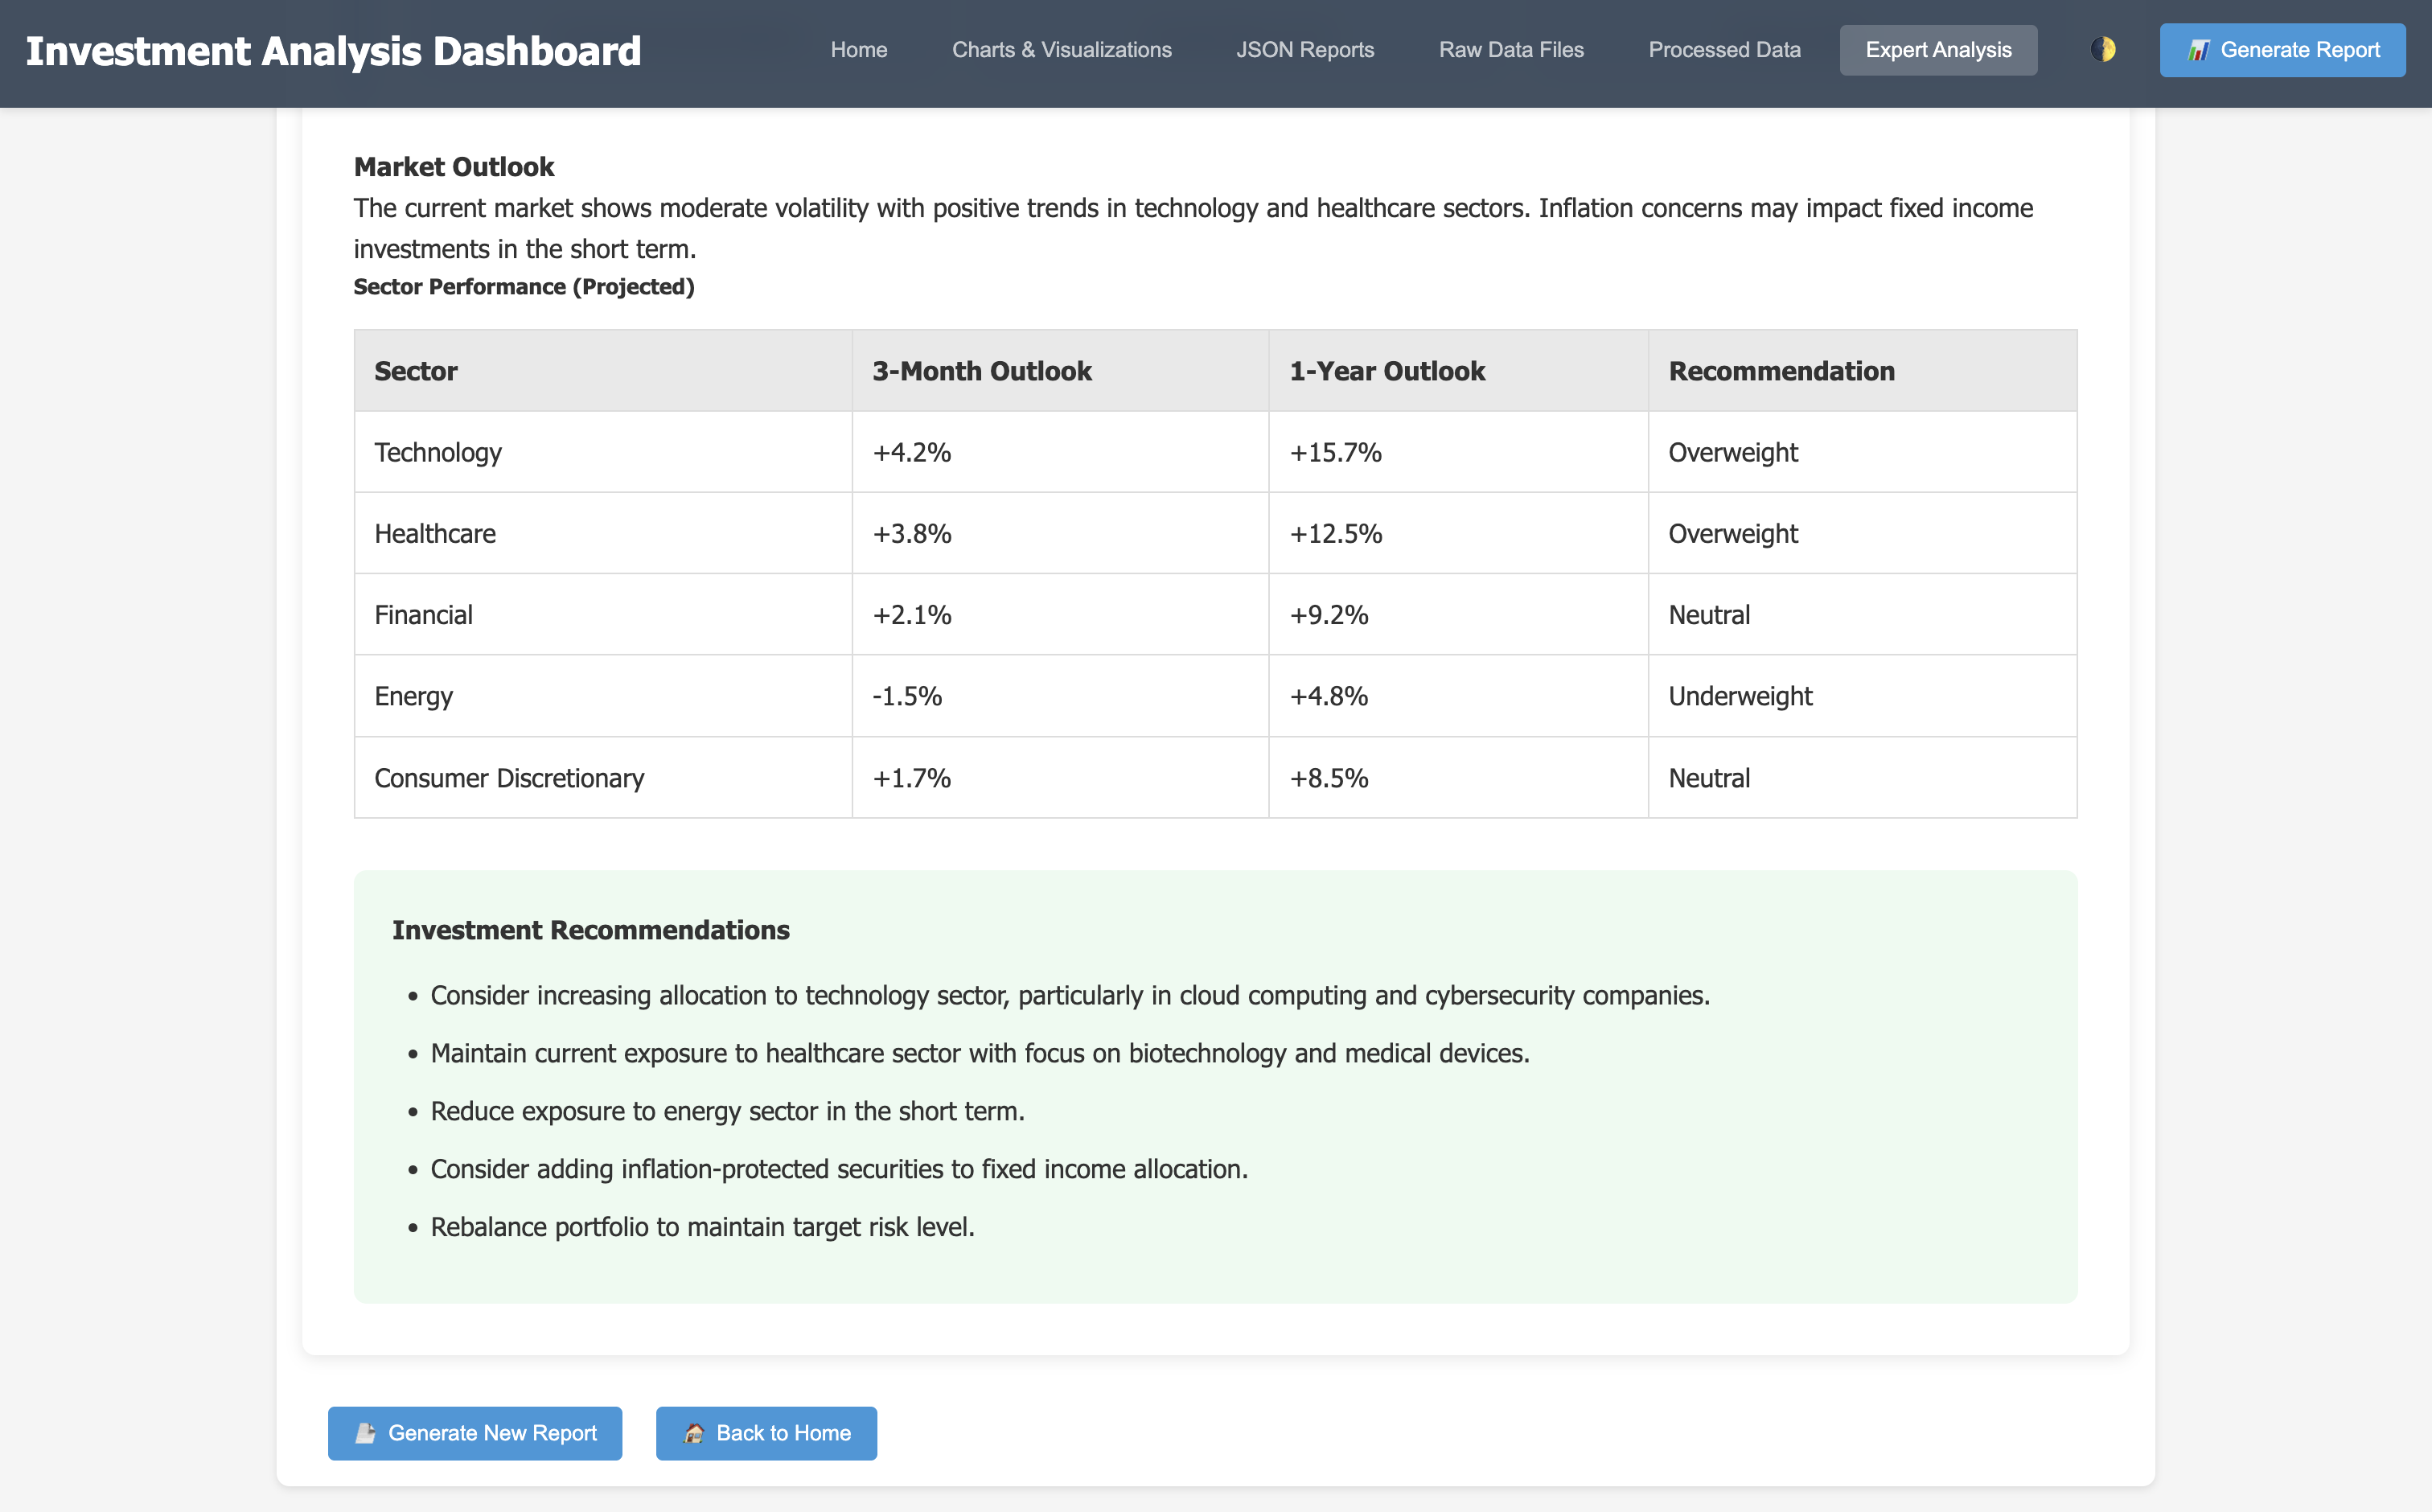 Investment Analysis Dashboard
Home
Charts & Visualizations
JSON Reports
Raw Data Files
Processed Data
Expert Analysis
Generate Report
Market Outlook
The current market shows moderate volatility with positive trends in technology and healthcare sectors. Inflation concerns may impact fixed income
investments in the short term.
Sector Performance (Projected)
Sector 3-Month Outlook 1-Year Outlook Recommendation
Technology +4.2% +15.7% Overweight
Healthcare +3.8% +12.5% Overweight
Financial +2.1% +9.2% Neutral
Energy -1.5% +4.8% Underweight
Consumer Discretionary +1.7% +8.5% Neutral
Investment Recommendations
• Consider increasing allocation to technology sector, particularly in cloud computing and cybersecurity companies.
• Maintain current exposure to healthcare sector with focus on biotechnology and medical devices.
• Reduce exposure to energy sector in the short term.
• Consider adding inflation-protected securities to fixed income allocation.
• Rebalance portfolio to maintain target risk level.
Generate New Report
Back to Home